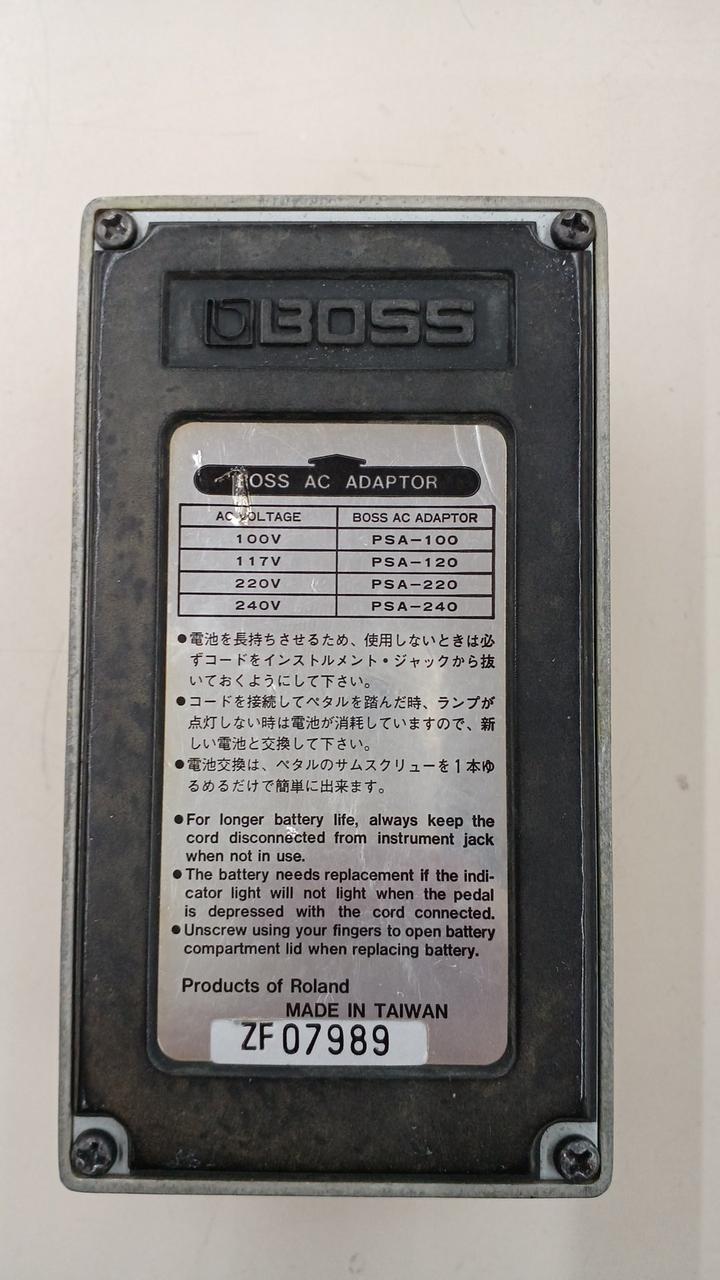 BOSS
BOSS AC ADAPTOR
AC VOLTAGE BOSS AC ADAPTOR
100V PSA-100
117V PSA-120
220V PSA-220
240V PSA-240
●電池を長持ちさせるため、使用しないときは必
ずコードをインストルメント・ジャックから抜
いておくようにして下さい。
●コードを接続してペタルを踏んだ時、ランプが
点灯しない時は電池が消耗していますので、新
しい電池と交換して下さい。
●電池交換は、ペタルのサムスクリューを1本ゆ
るめるだけで簡単に出来ます。
●For longer battery life, always keep the
cord disconnected from instrument jack
when not in use.
●The battery needs replacement if the indi-
cator light will not light when the pedal
is depressed with the cord connected.
●Unscrew using your fingers to open battery
compartment lid when replacing battery.
Products of Roland
MADE IN TAIWAN
ZF07989